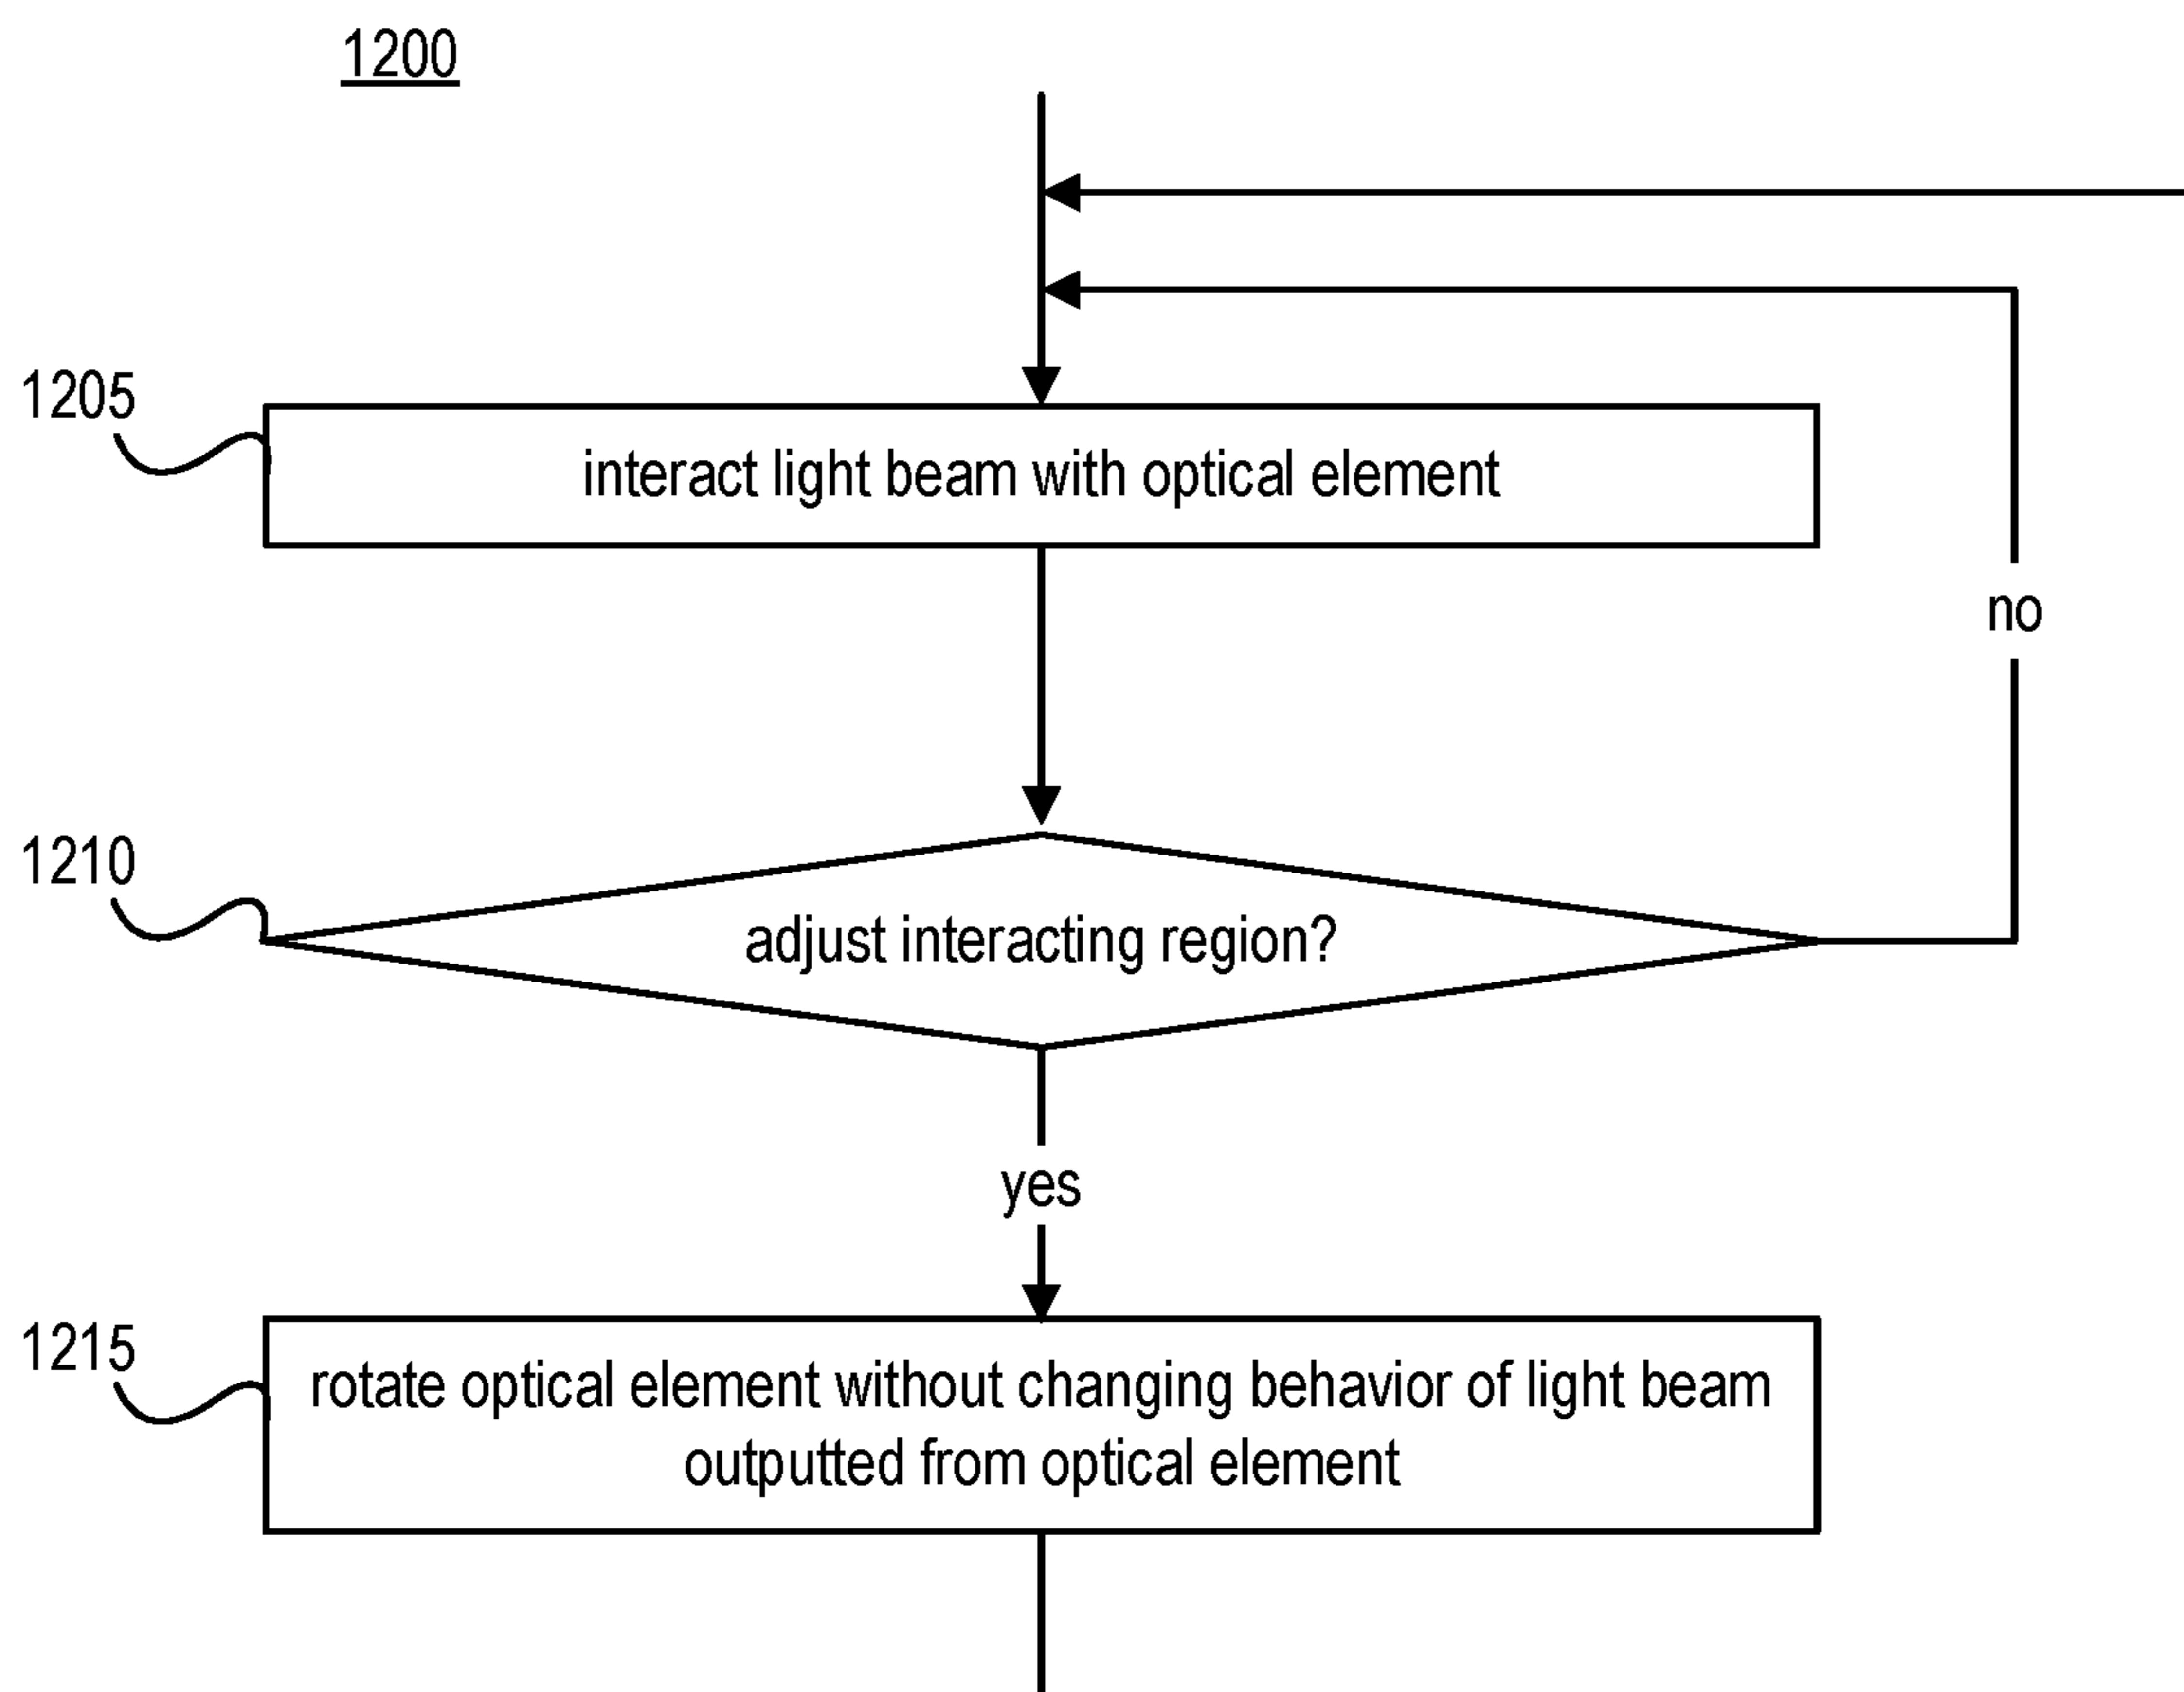 1200
1205
interact light beam with optical element
no
1210
adjust interacting region?
yes
1215
rotate optical element without changing behavior of light beam
outputted from optical element